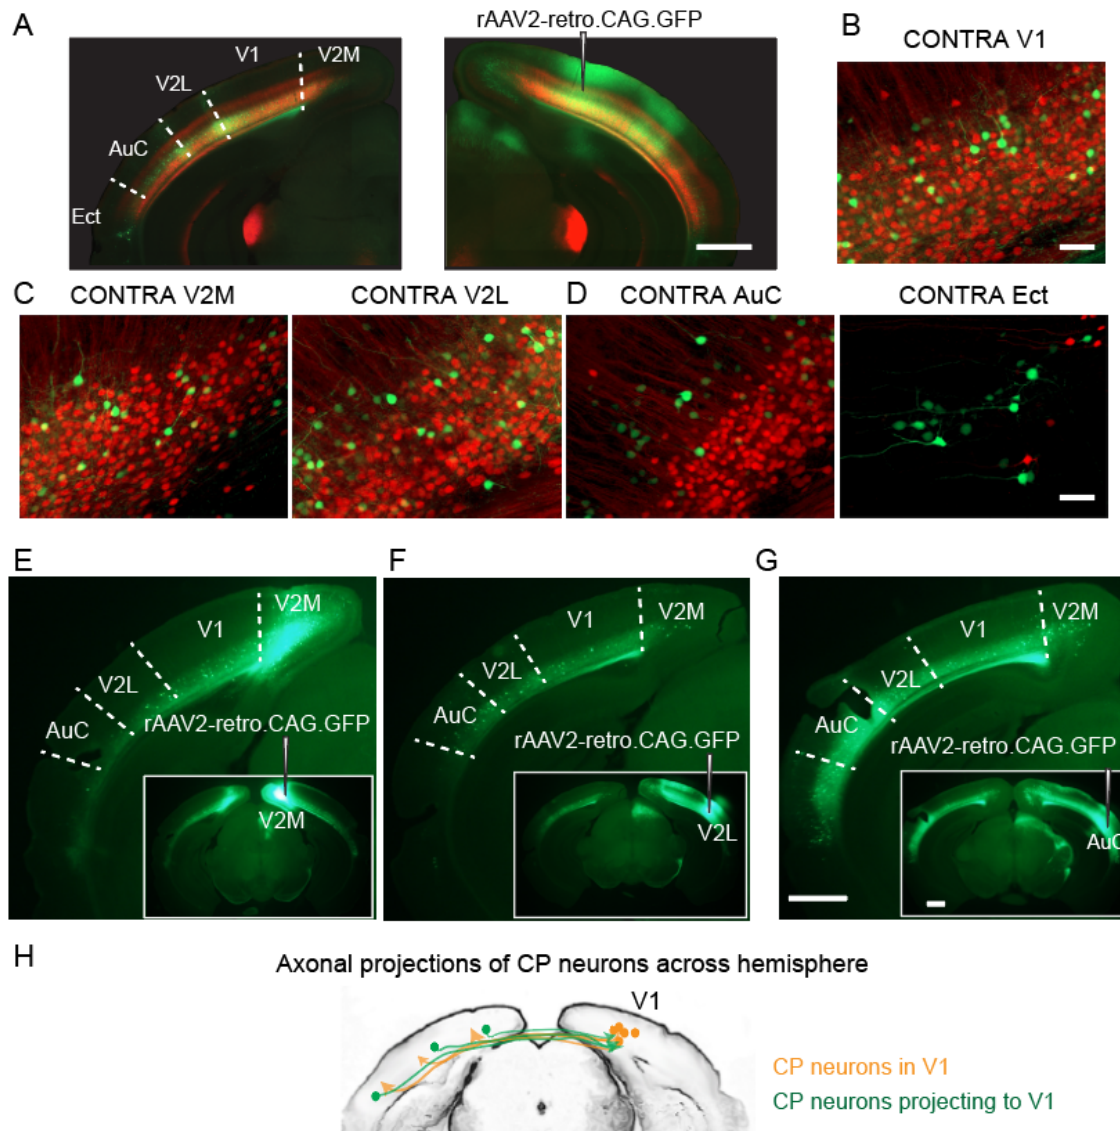 A
rAAV2-retro.CAG.GFP
B
CONTRA V1
V1
V2M
V2L
AuC
Ect
C
CONTRA V2M
CONTRA V2L
D
CONTRA AuC
CONTRA Ect
E
V2M
V1
V2L
AuC
rAAV2-retro.CAG.GFP
V2M
F
V2M
V1
V2L
AuC
rAAV2-retro.CAG.GFP
V2L
G
V2M
V1
V2L
AuC
rAAV2-retro.CAG.GFP
AuC
H
Axonal projections of CP neurons across hemisphere
V1
CP neurons in V1
CP neurons projecting to V1